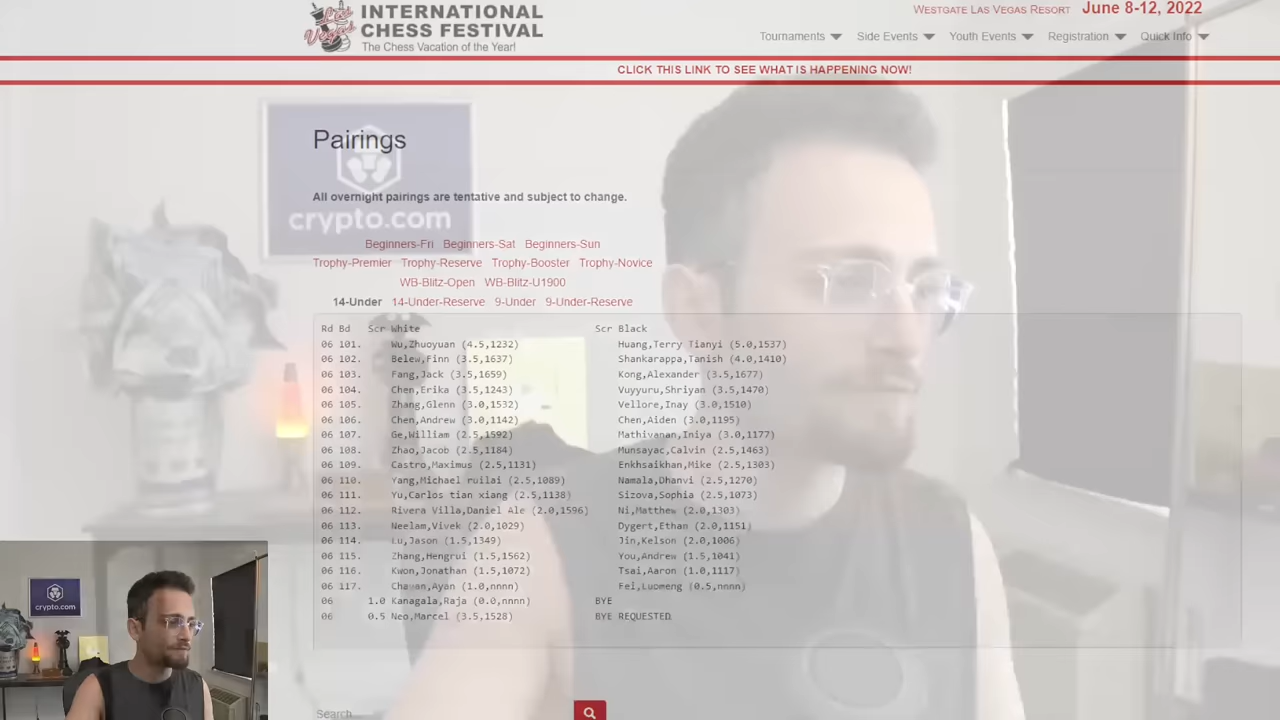 Las Vegas
INTERNATIONAL
CHESS FESTIVAL
The Chess Vacation of the Year!
WESTGATE LAS VEGAS RESORT June 8-12, 2022
Tournaments Side Events Youth Events Registration Quick Info
CLICK THIS LINK TO SEE WHAT IS HAPPENING NOW!
Pairings
All overnight pairings are tentative and subject to change.
crypto.com
Beginners-Fri Beginners-Sat Beginners-Sun
Trophy-Premier Trophy-Reserve Trophy-Booster Trophy-Novice
WB-Blitz-Open WB-Blitz-U1900
14-Under 14-Under-Reserve 9-Under 9-Under-Reserve
Rd Bd Scr White Scr Black
06 101. Wu,Zhuoyuan (4.5,1232) Huang,Terry Tianyi (5.0,1537)
06 102. Belew,Finn (3.5,1637) Shankarappa,Tanish (4.0,1410)
06 103. Fang,Jack (3.5,1659) Kong,Alexander (3.5,1677)
06 104. Chen,Erika (3.5,1243) Vuyyuru,Shriyan (3.5,1470)
06 105. Zhang,Glenn (3.0,1532) Vellore,Inay (3.0,1510)
06 106. Chen,Andrew (3.0,1142) Chen,Aiden (3.0,1195)
06 107. Ge,William (2.5,1592) Mathivanan,Iniya (3.0,1177)
06 108. Zhao,Jacob (2.5,1184) Munsayac,Calvin (2.5,1463)
06 109. Castro,Maximus (2.5,1131) Enkhsaikhan,Mike (2.5,1303)
06 110. Yang,Michael ruilai (2.5,1089) Namala,Dhanvi (2.5,1270)
06 111. Yu,Carlos tian xiang (2.5,1138) Sizova,Sophia (2.5,1073)
06 112. Rivera Villa,Daniel Ale (2.0,1596) Ni,Matthew (2.0,1303)
06 113. Neelam,Vivek (2.0,1029) Dygert,Ethan (2.0,1151)
06 114. Lu,Jason (1.5,1349) Jin,Kelson (2.0,1006)
06 115. Zhang,Hengrui (1.5,1562) You,Andrew (1.5,1041)
06 116. Kwon,Jonathan (1.5,1072) Tsai,Aaron (1.0,1117)
06 117. Chavan,Ayan (1.0,nnnn) Fei,Luomeng (0.5,nnnn)
06 1.0 Kanagala,Raja (0.0,nnnn) BYE
06 0.5 Neo,Marcel (3.5,1528) BYE REQUESTED
crypto.com
Search